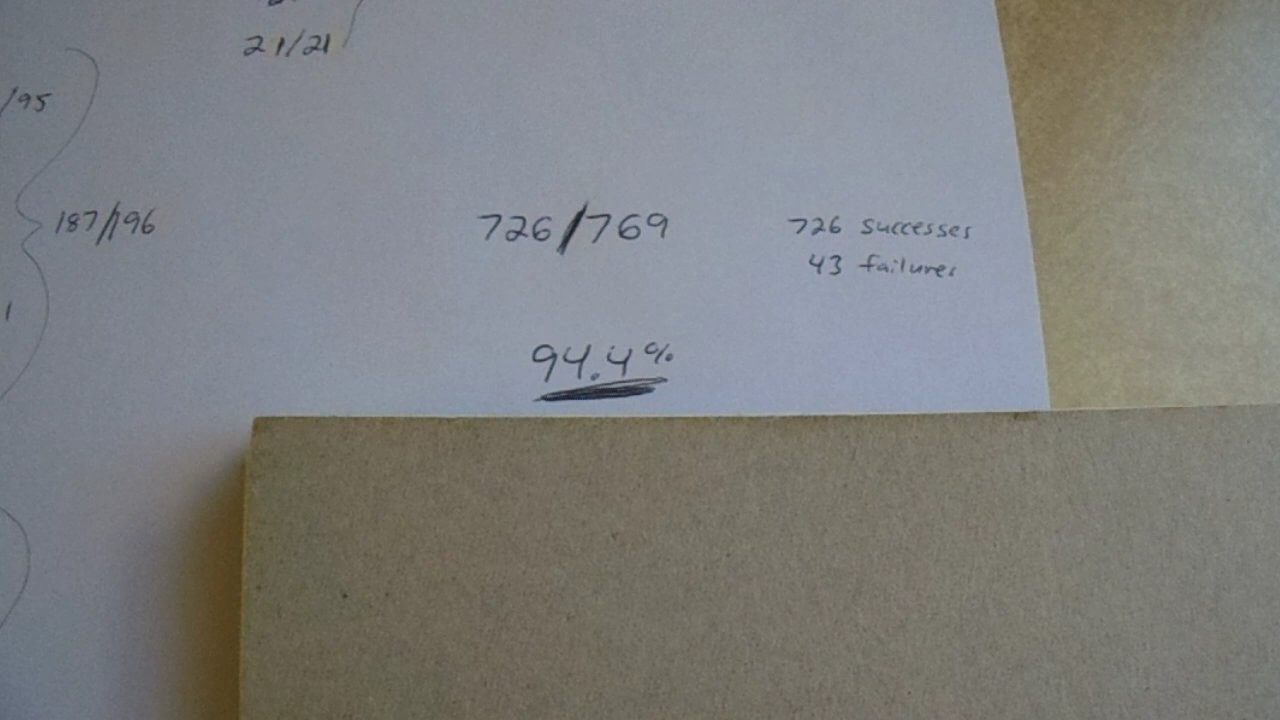 21/21
/95
187/196
726/769
726 successes
43 failures
94.4%